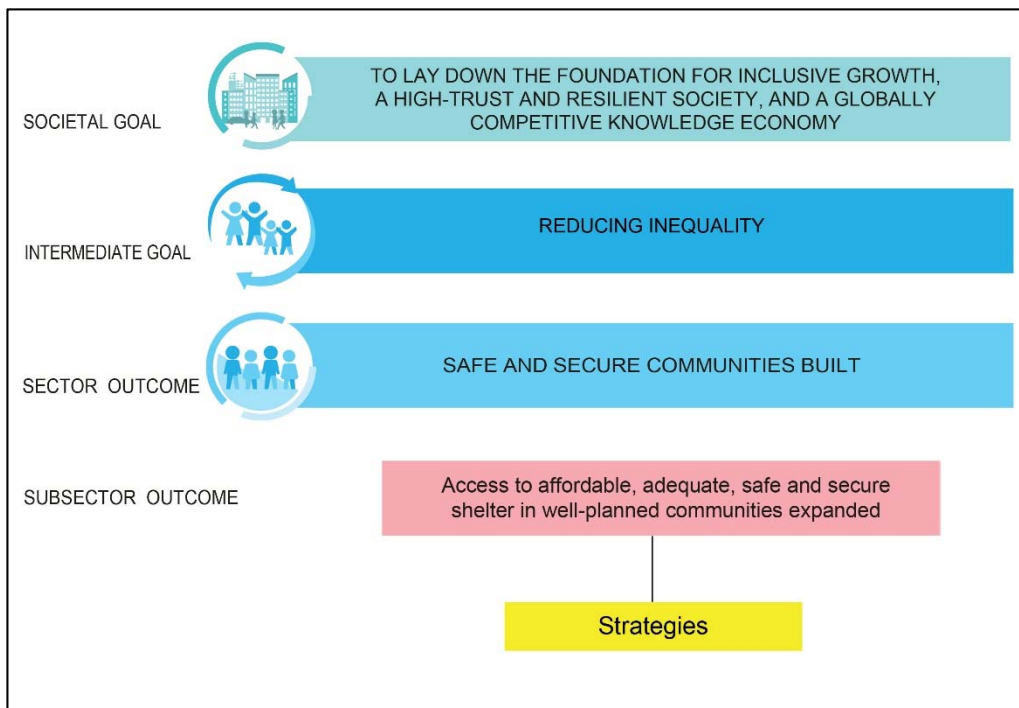 SOCIETAL GOAL
TO LAY DOWN THE FOUNDATION FOR INCLUSIVE GROWTH,
A HIGH-TRUST AND RESILIENT SOCIETY, AND A GLOBALLY
COMPETITIVE KNOWLEDGE ECONOMY
INTERMEDIATE GOAL
REDUCING INEQUALITY
SECTOR OUTCOME
SAFE AND SECURE COMMUNITIES BUILT
SUBSECTOR OUTCOME
Access to affordable, adequate, safe and secure
shelter in well-planned communities expanded
Strategies